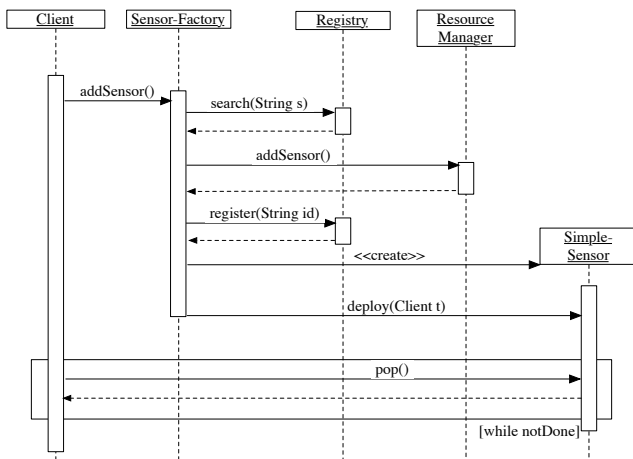 Client
Sensor-Factory
Registry
Resource
Manager
addSensor()
search(String s)
addSensor()
register(String id)
<<create>>
Simple-
Sensor
deploy(Client t)
pop()
[while notDone]